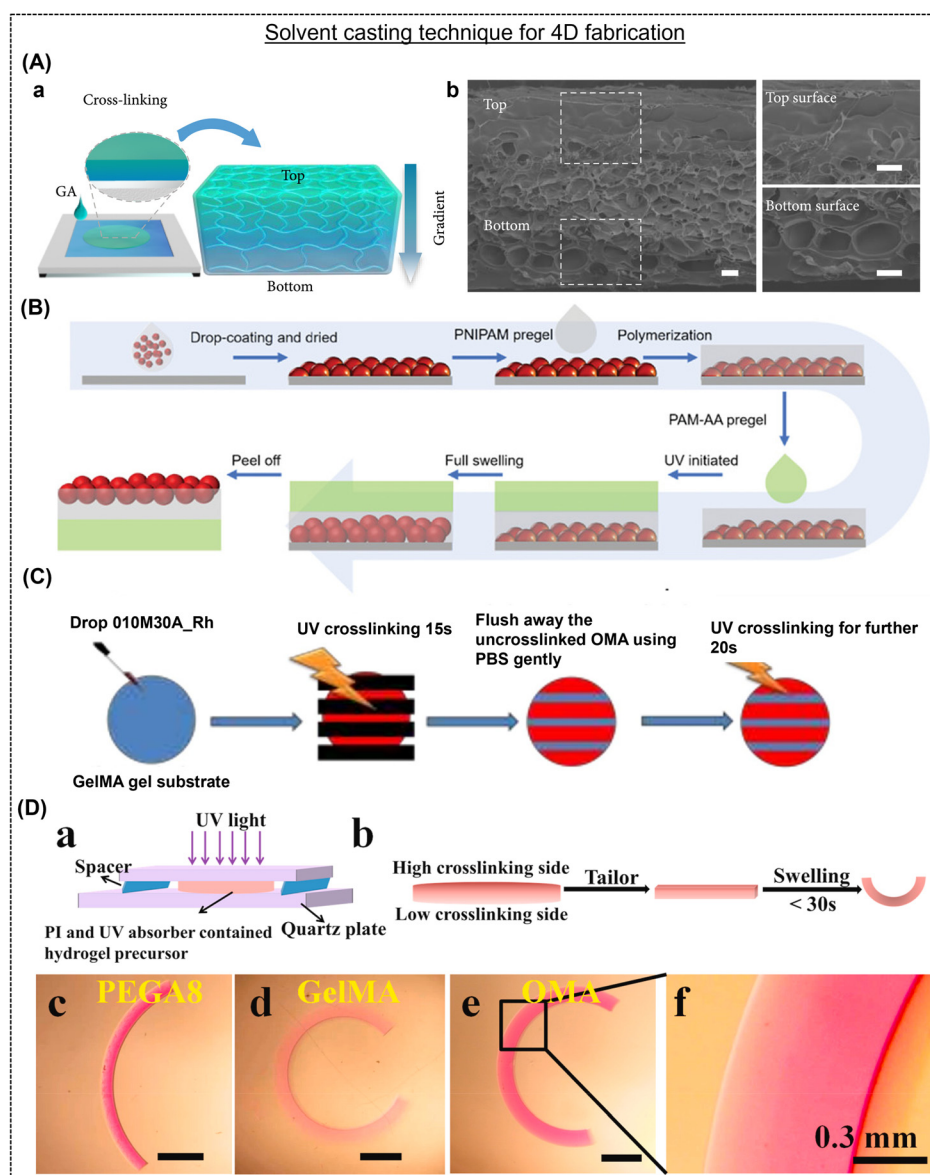 Solvent casting technique for 4D fabrication
(A)
a
Cross-linking
GA
Top
Bottom
Gradient
b
Top
Bottom
Top surface
Bottom surface
(B)
Drop-coating and dried
PNIPAM pregel
Polymerization
PAM-AA pregel
UV initiated
Full swelling
Peel off
(C)
Drop 010M30A_Rh
GelMA gel substrate
UV crosslinking 15s
Flush away the
uncrosslinked OMA using
PBS gently
UV crosslinking for further
20s
(D)
a
UV light
Spacer
Quartz plate
PI and UV absorber contained
hydrogel precursor
b
High crosslinking side
Low crosslinking side
Tailor
Swelling
< 30s
c
PEGA8
d
GelMA
e
OMA
f
0.3 mm